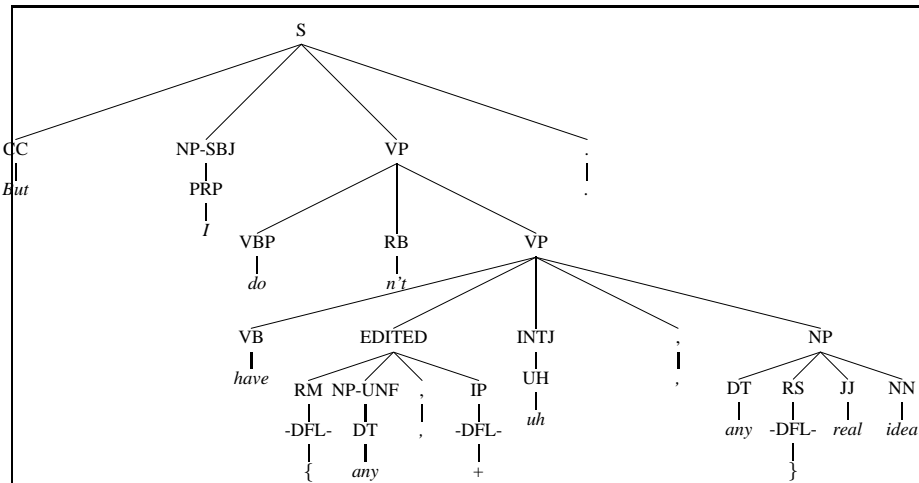 S
CC NP-SBJ VP .
But PRP .
I
VBP RB VP
do n't
VB EDITED INTJ , NP
have UH ,
RM NP-UNF , IP DT RS JJ NN
uh
-DFL- DT , -DFL- any -DFL- real idea
{ any + }